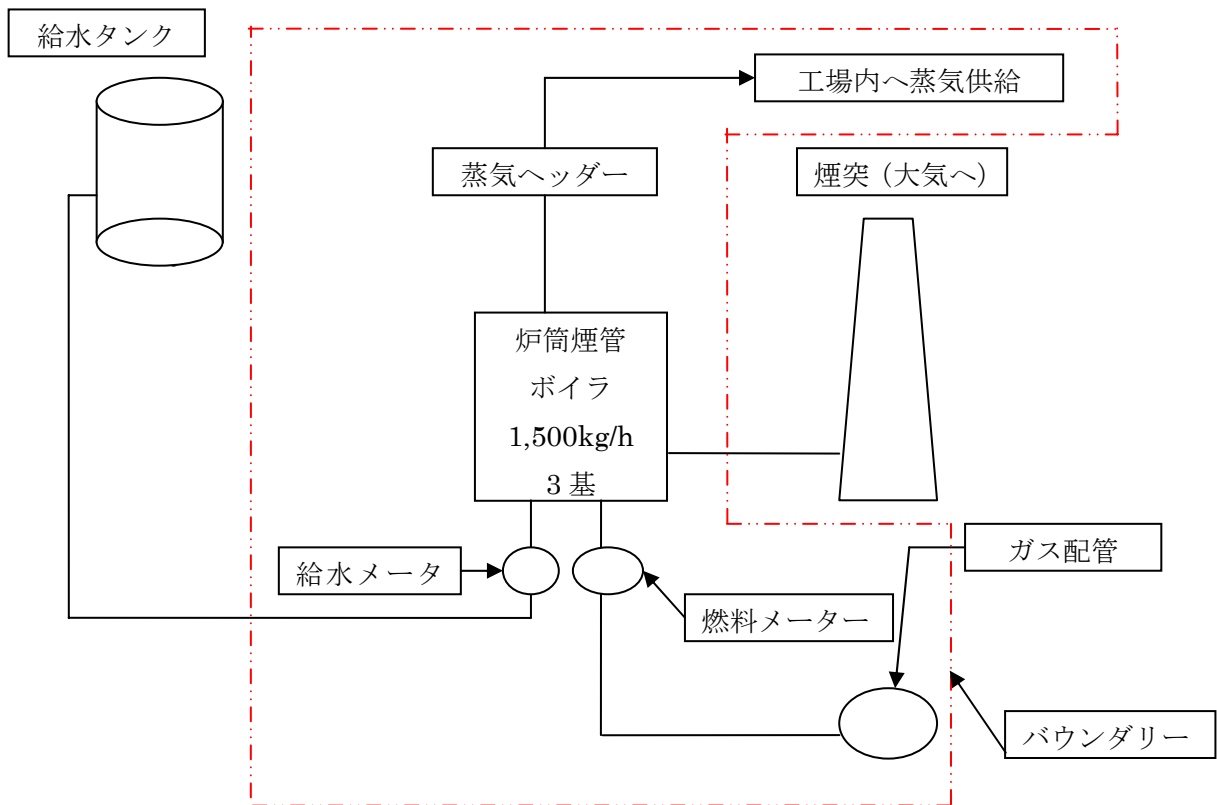 給水タンク
工場内へ蒸気供給
蒸気ヘッダー
煙突（大気へ）
炉筒煙管
ボイラ
1,500kg/h
3 基
ガス配管
給水メータ
燃料メーター
バウンダリー